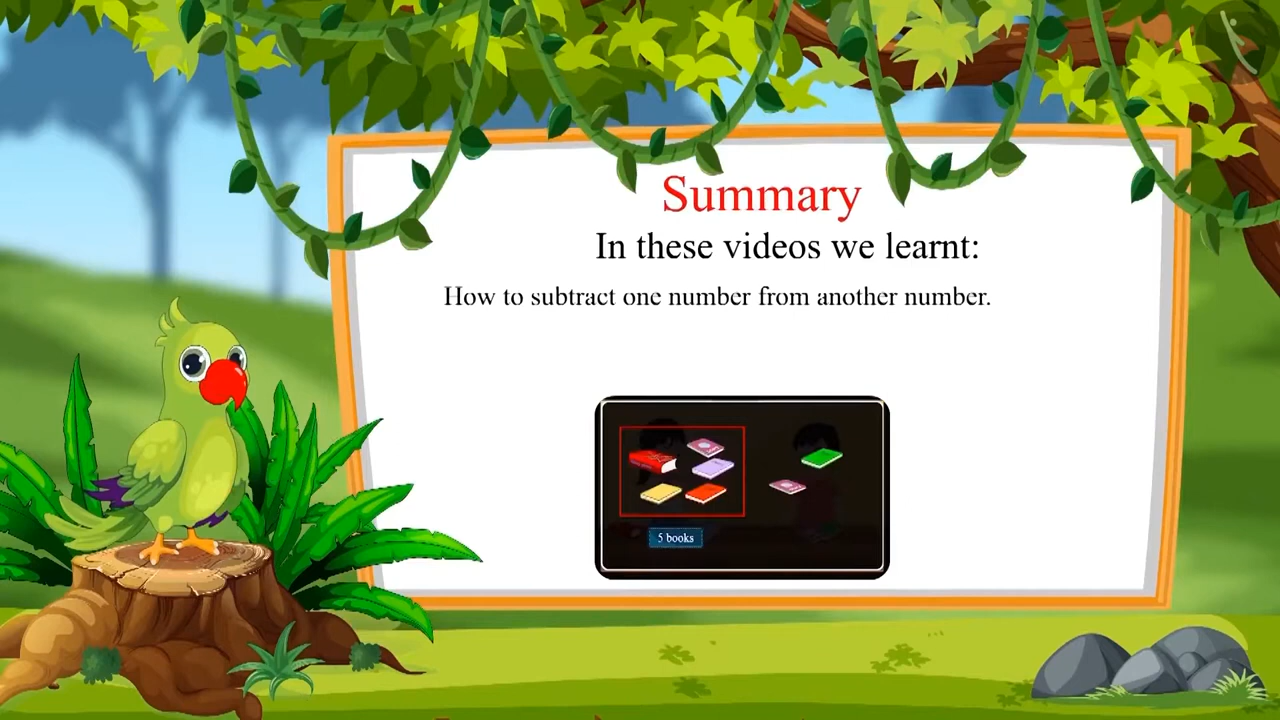 Summary
In these videos we learnt:
How to subtract one number from another number.
5 books